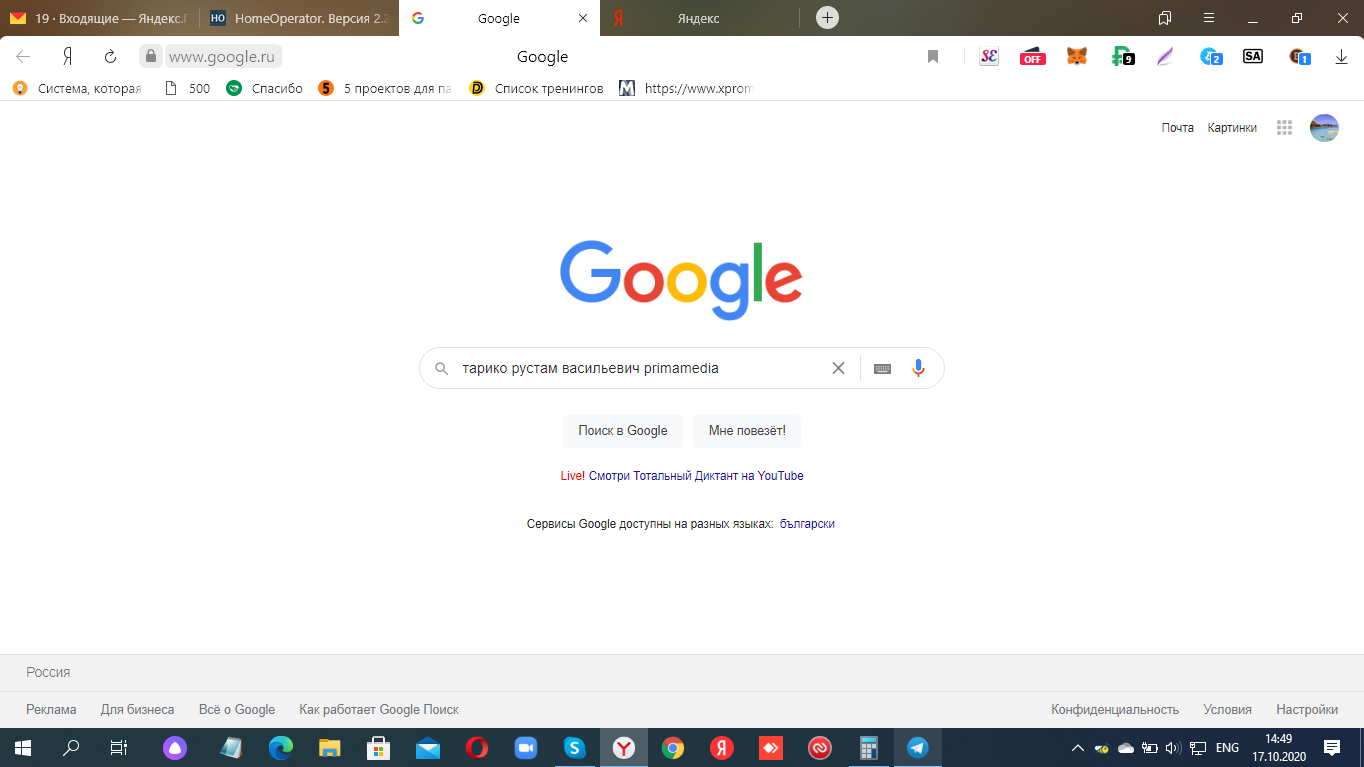 19 · Входящие — Яндекс.П
HO HomeOperator. Версия 2.2
Google
Яндекс
www.google.ru
Google
OFF
9
2
SA
1
Система, которая
500
Спасибо
5 проектов для па
Список тренингов
https://www.xprom
Почта Картинки
Google
тарико рустам васильевич primamedia
Поиск в Google
Мне повезёт!
Live! Смотри Тотальный Диктант на YouTube
Сервисы Google доступны на разных языках: български
Россия
Реклама Для бизнеса Всё о Google Как работает Google Поиск
Конфиденциальность Условия Настройки
ENG
14:49
17.10.2020